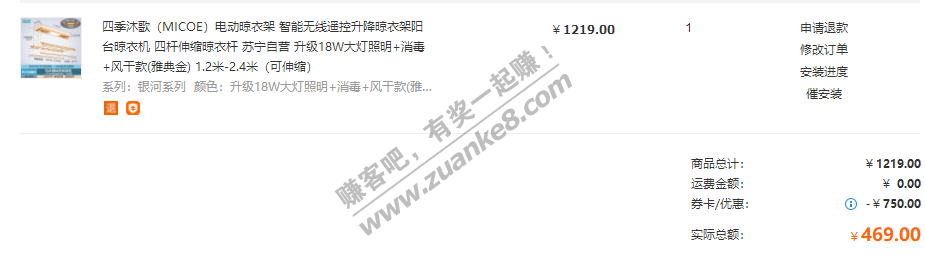 四季沐歌（MICOE）电动晾衣架 智能无线遥控升降晾衣架阳
台晾衣机 四杆伸缩晾衣杆 苏宁自营 升级18W大灯照明+消毒
+风干款(雅典金) 1.2米-2.4米（可伸缩）
系列：银河系列 颜色：升级18W大灯照明+消毒+风干款(雅...
退
¥ 1219.00
1
申请退款
修改订单
安装进度
催安装
商品总计： ¥ 1219.00
运费金额： ¥ 0.00
券卡/优惠： -¥ 750.00
实际总额： ¥ 469.00
赚客吧，有奖一起赚！
www.zuanke8.com